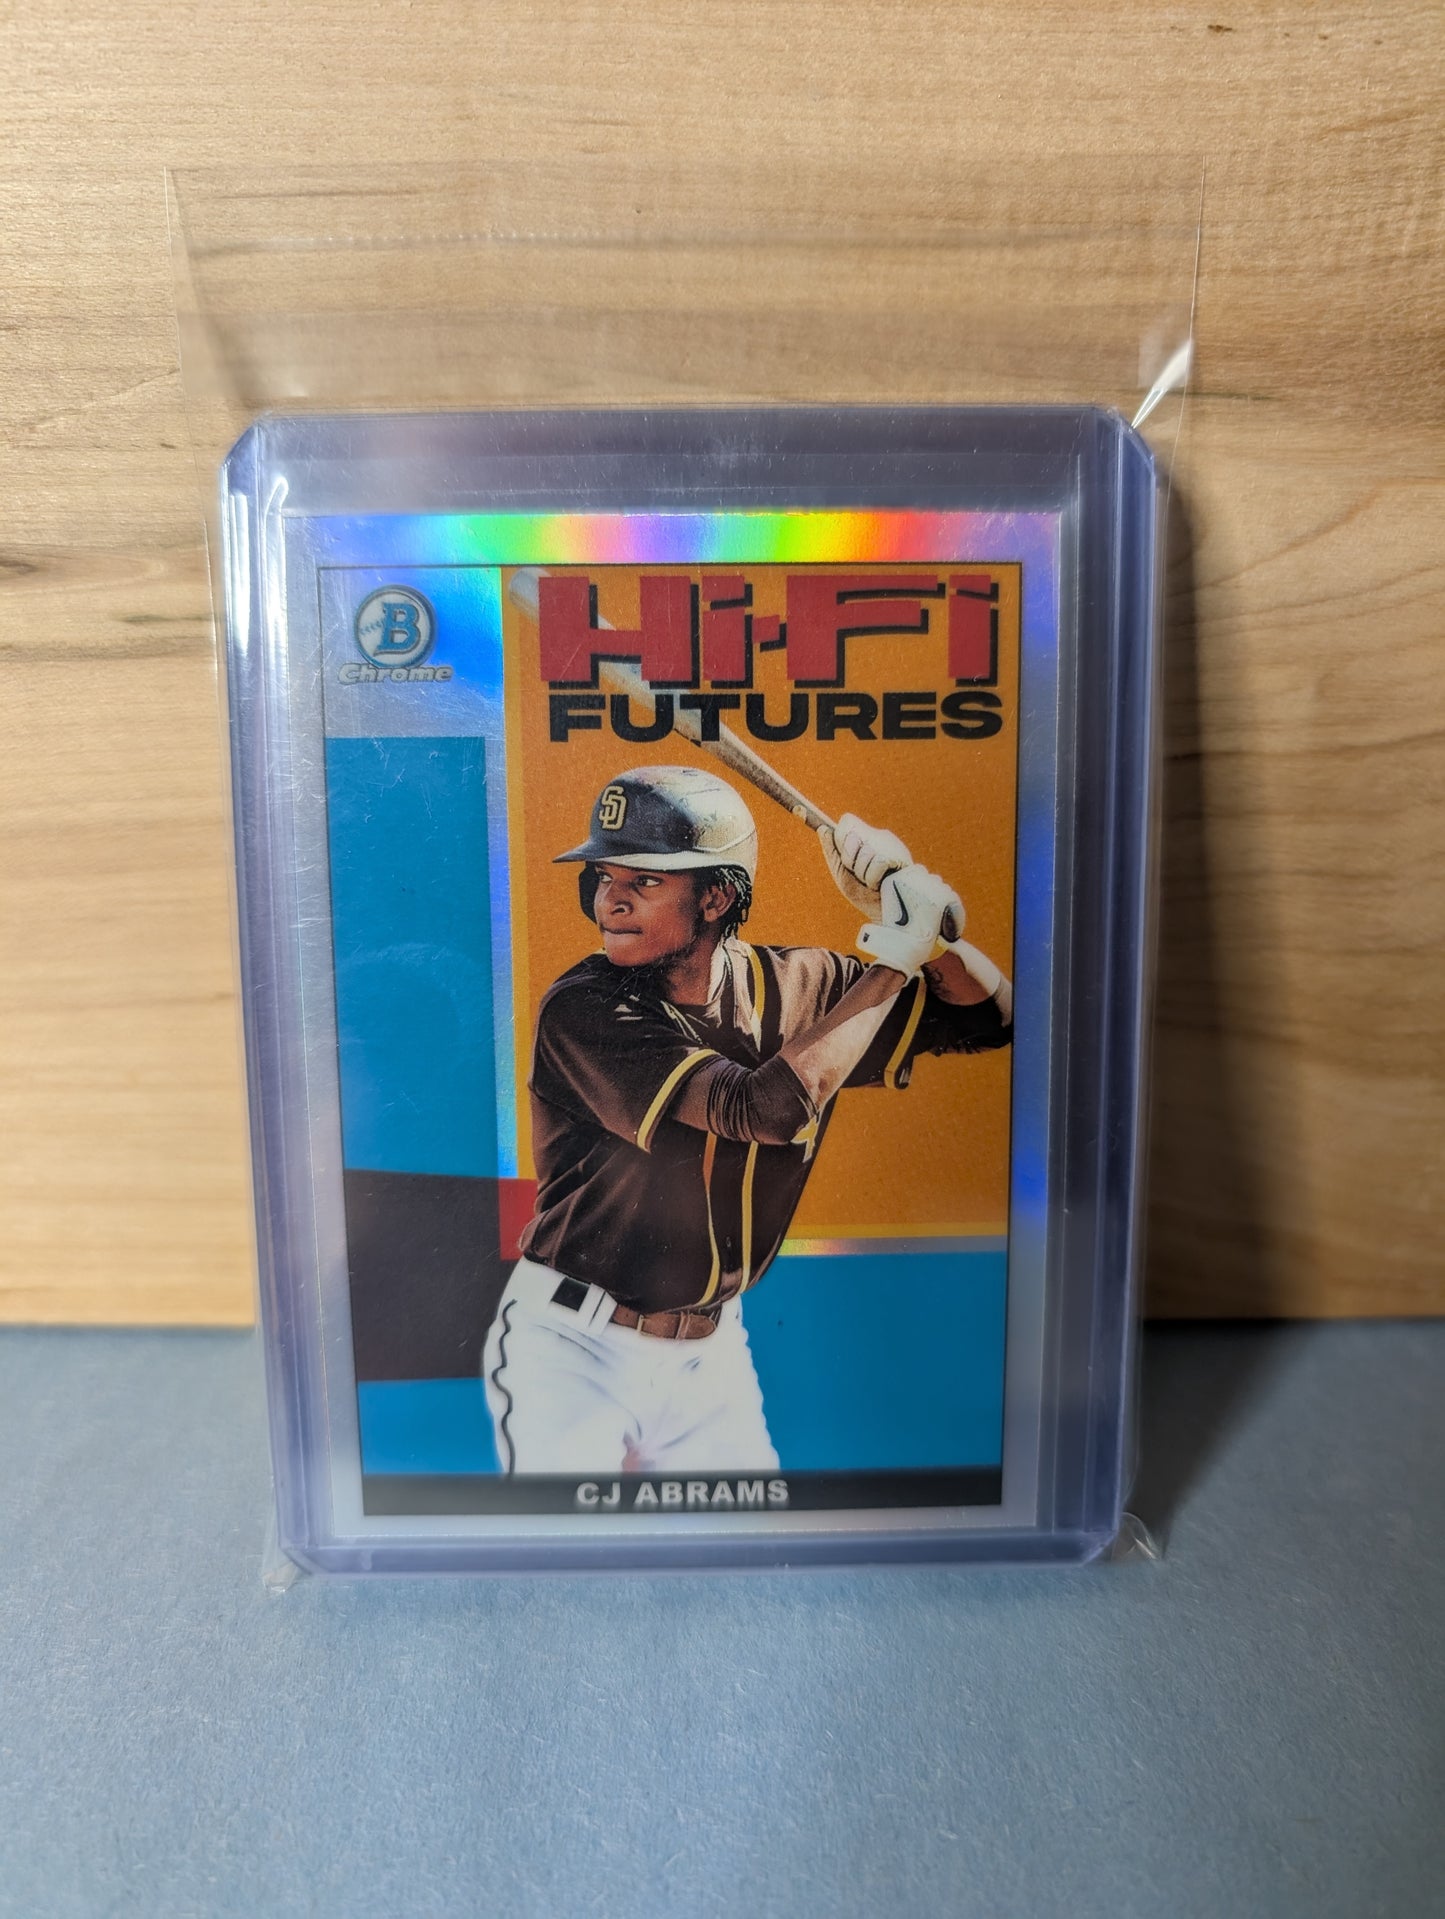 B
Chrome
Hi-Fi
FUTURES
SD
CJ ABRAMS